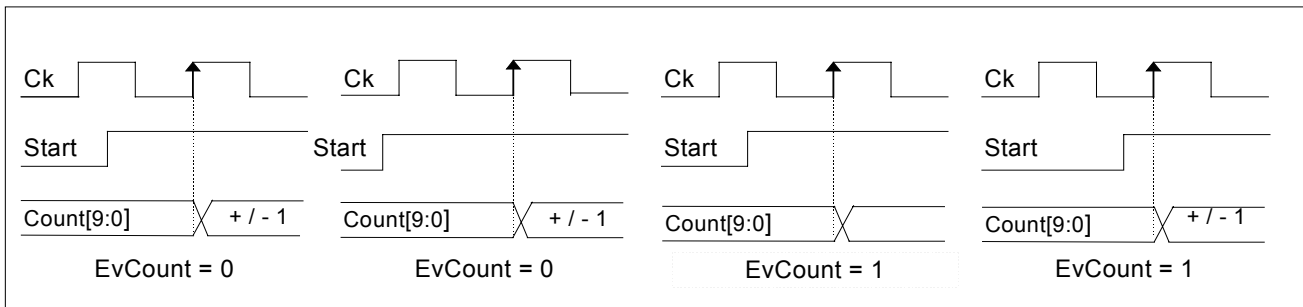 Ck
Ck
Ck
Ck
Start
Start
Start
Start
Count[9:0]
+ / - 1
Count[9:0]
+ / - 1
Count[9:0]
Count[9:0]
+ / - 1
EvCount = 0
EvCount = 0
EvCount = 1
EvCount = 1